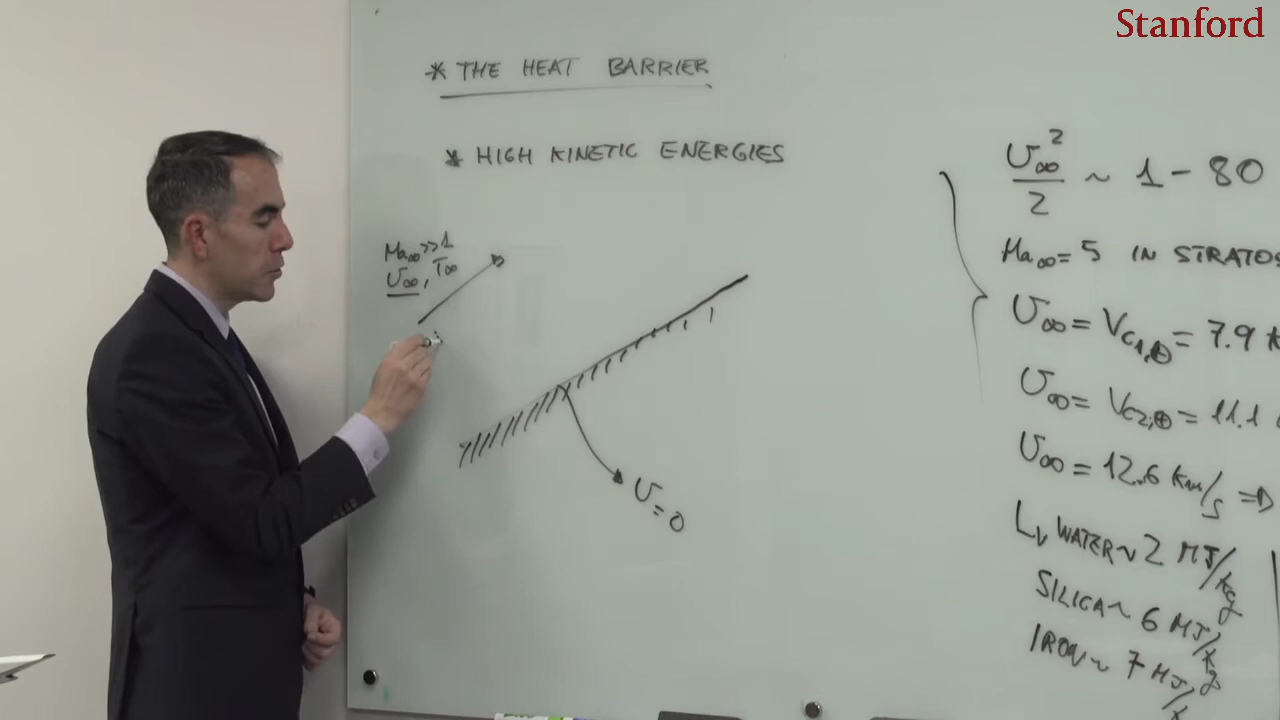 Stanford
* THE HEAT BARRIER
* HIGH KINETIC ENERGIES
Ma∞>>1
U∞, T∞
U=0
U∞²/2 ~ 1 - 80
Ma∞= 5 IN STRATOS
U∞= Vc1,⊕= 7.9 K
U∞= Vc2,⊕= 11.1
U∞= 12.6 km/s ⇒
Lv WATER~ 2 MJ/kg
SILICA~ 6 MJ/kg
IRON~ 7 MJ/